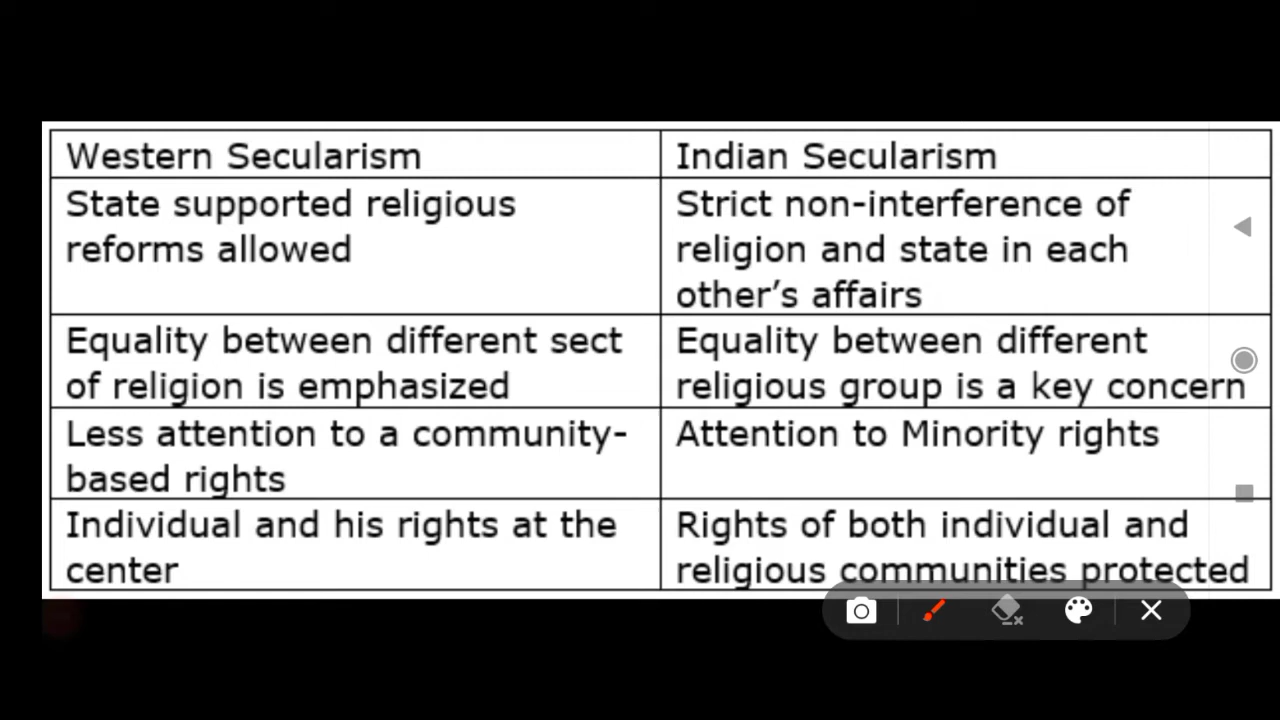 Western Secularism
Indian Secularism
State supported religious
reforms allowed
Strict non-interference of
religion and state in each
other’s affairs
Equality between different sect
of religion is emphasized
Equality between different
religious group is a key concern
Less attention to a community-
based rights
Attention to Minority rights
Individual and his rights at the
center
Rights of both individual and
religious communities protected